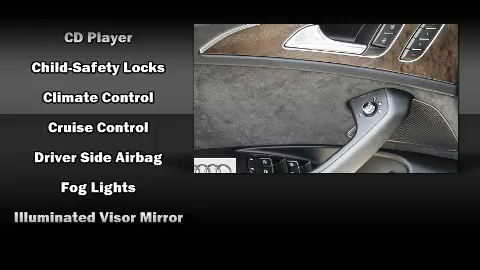 CD Player
Child-Safety Locks
Climate Control
Cruise Control
Driver Side Airbag
Fog Lights
Illuminated Visor Mirror